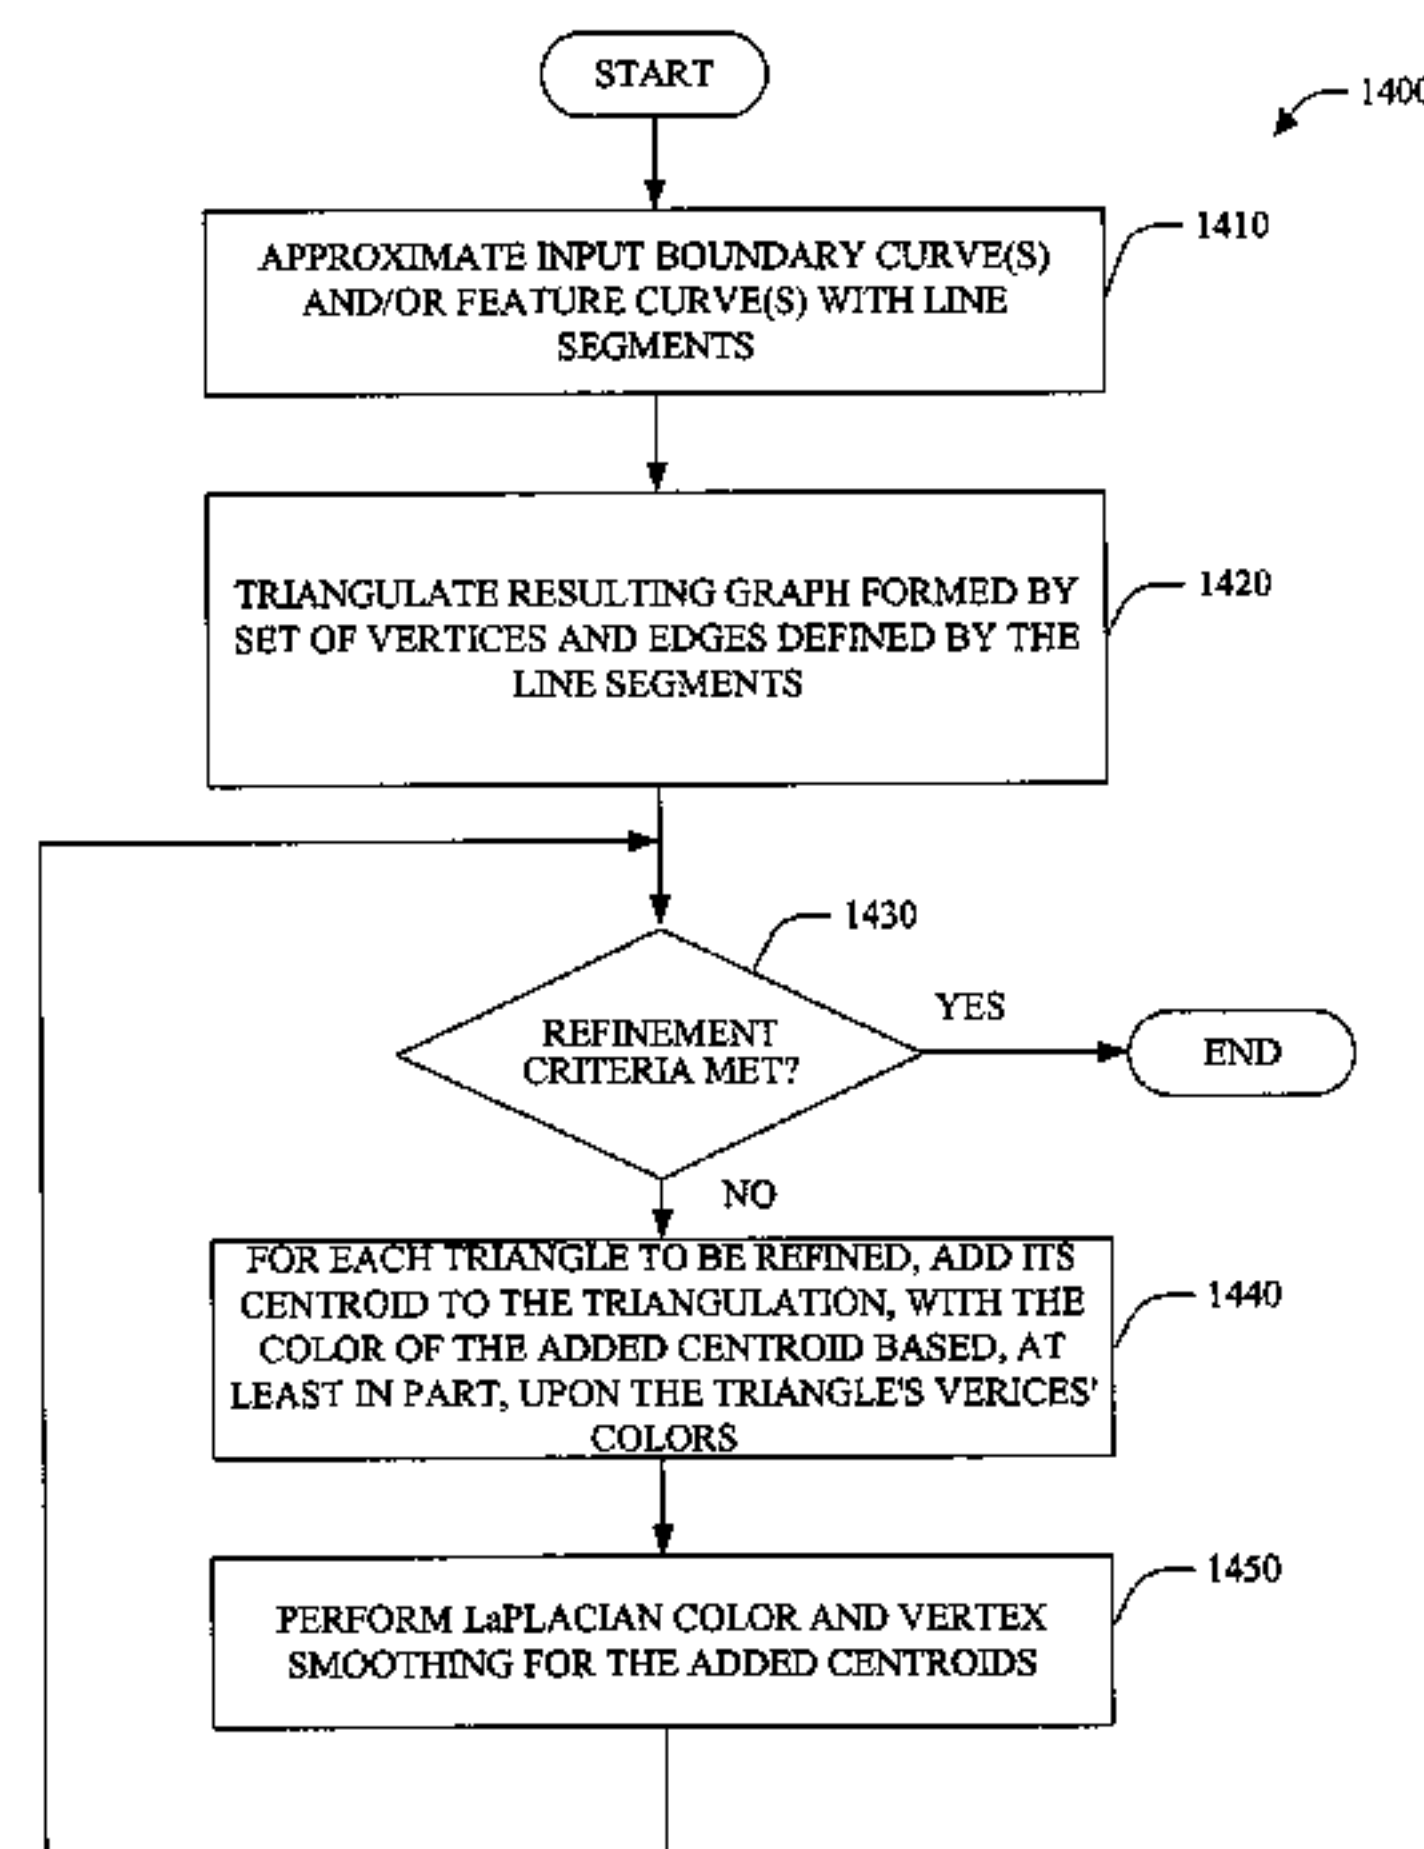 START
1400
APPROXIMATE INPUT BOUNDARY CURVE(S)
AND/OR FEATURE CURVE(S) WITH LINE
SEGMENTS
1410
TRIANGULATE RESULTING GRAPH FORMED BY
SET OF VERTICES AND EDGES DEFINED BY THE
LINE SEGMENTS
1420
1430
REFINEMENT
CRITERIA MET?
YES
END
NO
FOR EACH TRIANGLE TO BE REFINED, ADD ITS
CENTROID TO THE TRIANGULATION, WITH THE
COLOR OF THE ADDED CENTROID BASED, AT
LEAST IN PART, UPON THE TRIANGLE'S VERICES'
COLORS
1440
PERFORM LaPLACIAN COLOR AND VERTEX
SMOOTHING FOR THE ADDED CENTROIDS
1450